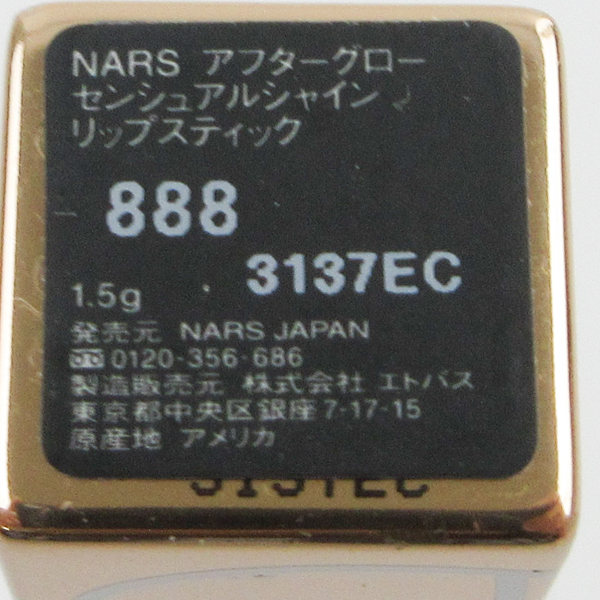 NARS アフターグロー
センシュアルシャイン
リップスティック
888
3137EC
1.5g
発売元 NARS JAPAN
0120-356-686
製造販売元 株式会社 エトバス
東京都中央区銀座7-17-15
原産地 アメリカ
3137EC